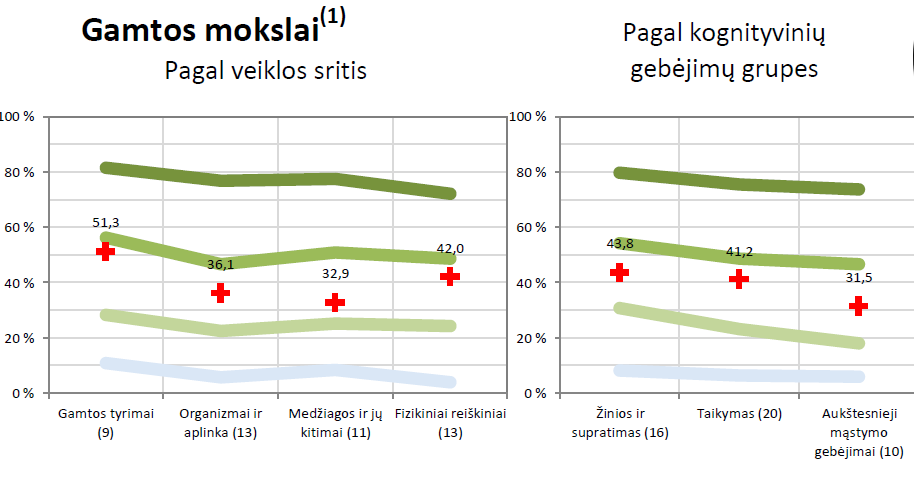 Gamtos mokslai(1)
Pagal veiklos sritis
100 %
80 %
60 %
40 %
20 %
0 %
51,3
36,1
32,9
42,0
Gamtos tyrimai
(9)
Organizmai ir
aplinka (13)
Medžiagos ir jų
kitimai (11)
Fizikiniai reiškiniai
(13)
Pagal kognityvinių
gebėjimų grupes
100 %
80 %
60 %
40 %
20 %
0 %
43,8
41,2
31,5
Žinios ir
supratimas (16)
Taikymas (20)
Aukštesnieji
mąstymo
gebėjimai (10)